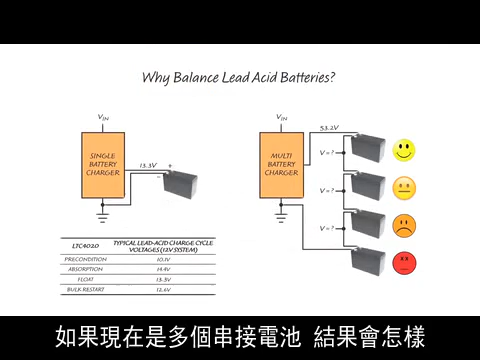 Why Balance Lead Acid Batteries?
VIN
SINGLE
BATTERY
CHARGER
13.3V
+
−
VIN
MULTI
BATTERY
CHARGER
53.2V
V = ?
V = ?
V = ?
LTC4020 TYPICAL LEAD-ACID CHARGE CYCLE
VOLTAGES (12V SYSTEM)
PRECONDITION 10.1V
ABSORPTION 14.4V
FLOAT 13.3V
BULK RESTART 12.6V
如果現在是多個串接電池 結果會怎樣